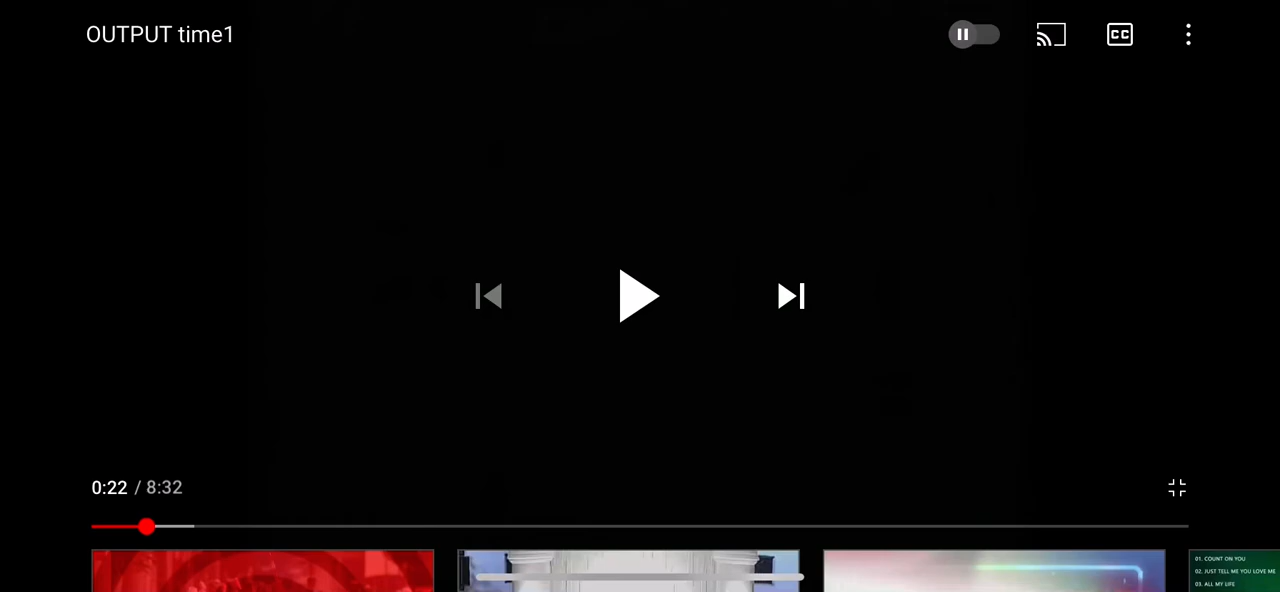 OUTPUT time1
CC
0:22 / 8:32
01. COUNT ON YOU
02. JUST TELL ME YOU LOVE ME
03. ALL MY LIFE